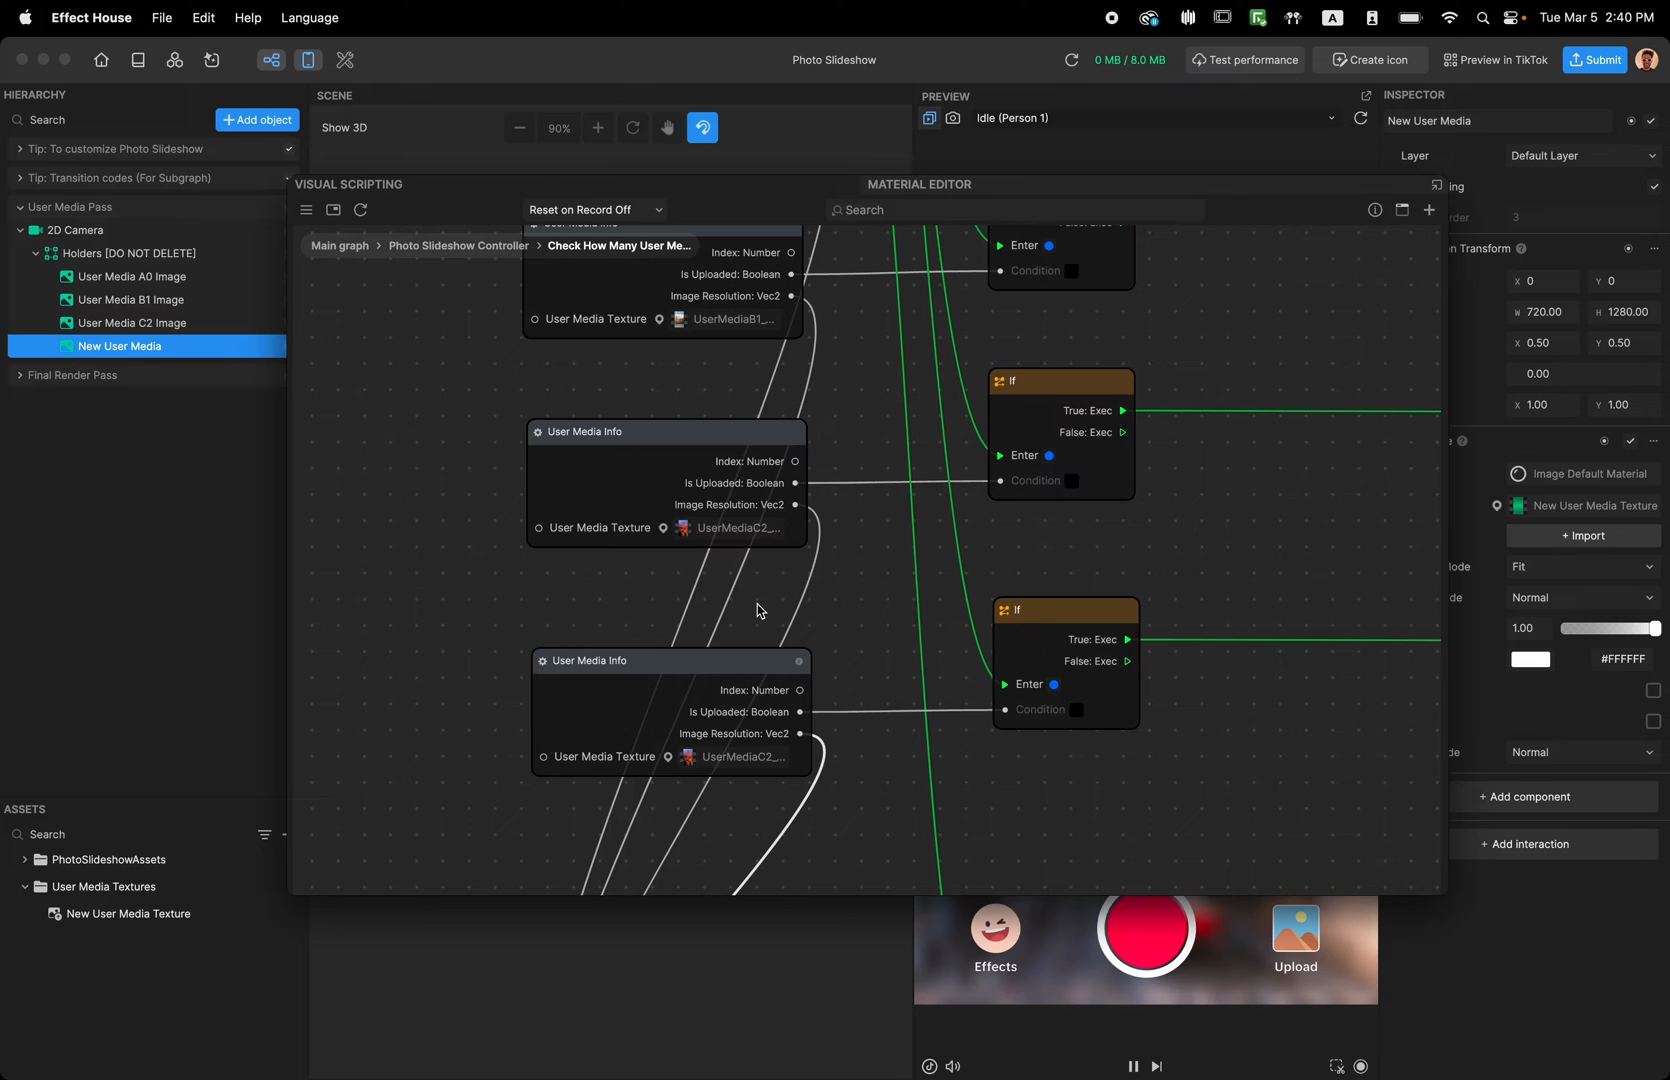 Effect House File Edit Help Language
A
Tue Mar 5 2:40 PM
Photo Slideshow
0 MB / 8.0 MB
Test performance
Create icon
Preview in TikTok
Submit
HIERARCHY
Search
+ Add object
Tip: To customize Photo Slideshow
Tip: Transition codes (For Subgraph)
User Media Pass
2D Camera
Holders [DO NOT DELETE]
User Media A0 Image
User Media B1 Image
User Media C2 Image
New User Media
Final Render Pass
ASSETS
Search
PhotoSlideshowAssets
User Media Textures
New User Media Texture
SCENE
Show 3D
90%
PREVIEW
Idle (Person 1)
VISUAL SCRIPTING
MATERIAL EDITOR
Reset on Record Off
Search
Main graph > Photo Slideshow Controller > Check How Many User Me...
Index: Number
Is Uploaded: Boolean
Image Resolution: Vec2
User Media Texture UserMediaB1_...
Enter
Condition
User Media Info
Index: Number
Is Uploaded: Boolean
Image Resolution: Vec2
User Media Texture UserMediaC2_...
If
True: Exec
False: Exec
Enter
Condition
User Media Info
Index: Number
Is Uploaded: Boolean
Image Resolution: Vec2
User Media Texture UserMediaC2_...
If
True: Exec
False: Exec
Enter
Condition
Effects
Upload
INSPECTOR
New User Media
Layer Default Layer
ing
rder 3
n Transform
X 0 Y 0
W 720.00 H 1280.00
X 0.50 Y 0.50
0.00
X 1.00 Y 1.00
e
Image Default Material
New User Media Texture
+ Import
Mode Fit
de Normal
1.00
#FFFFFF
de Normal
+ Add component
+ Add interaction